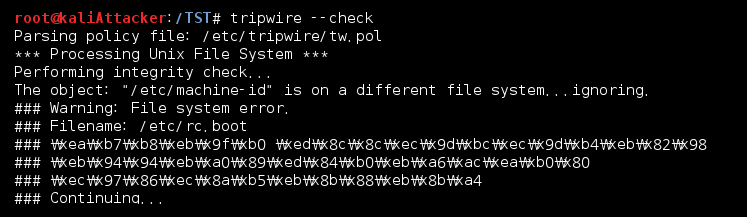 root@kaliAttacker:/TST# tripwire --check
Parsing policy file: /etc/tripwire/tw.pol
*** Processing Unix File System ***
Performing integrity check...
The object: "/etc/machine-id" is on a different file system...ignoring.
### Warning: File system error.
### Filename: /etc/rc.boot
### ₩xea₩xb7₩xb8₩xeb₩x9f₩xb0 ₩xed₩x8c₩x8c₩xec₩x9d₩xbc₩xec₩x9d₩xb4₩xeb₩x82₩x98
### ₩xeb₩x94₩x94₩xeb₩xa0₩x89₩xed₩x84₩xb0₩xeb₩xa6₩xac₩xea₩xb0₩x80
### ₩xec₩x97₩x86₩xec₩x8a₩xb5₩xeb₩x8b₩x88₩xeb₩x8b₩xa4
### Continuing...